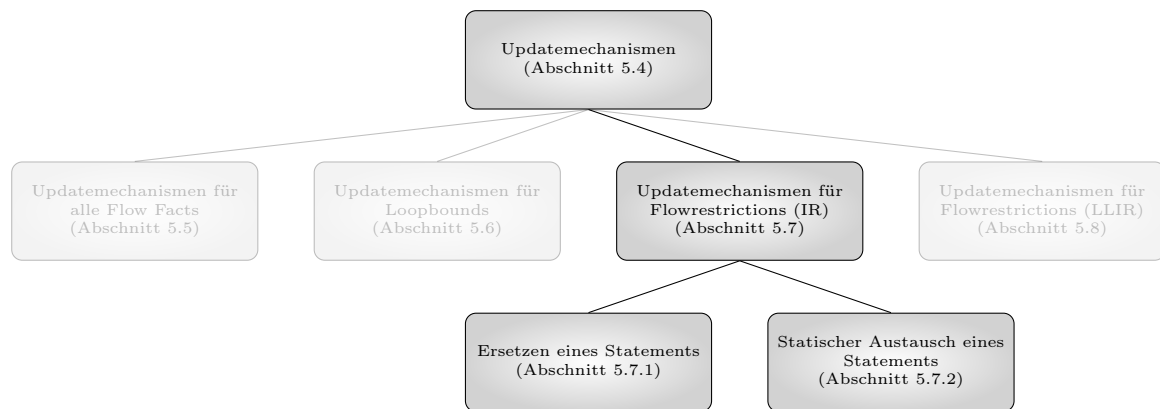 Updatemechanismen
(Abschnitt 5.4)
Updatemechanismen für
alle Flow Facts
(Abschnitt 5.5)
Updatemechanismen für
Loopbounds
(Abschnitt 5.6)
Updatemechanismen für
Flowrestrictions (IR)
(Abschnitt 5.7)
Updatemechanismen für
Flowrestrictions (LLIR)
(Abschnitt 5.8)
Ersetzen eines Statements
(Abschnitt 5.7.1)
Statischer Austausch eines
Statements
(Abschnitt 5.7.2)